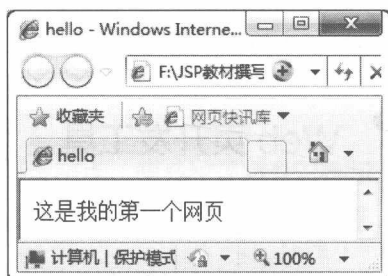 hello - Windows Interne...
F:\JSP教材撰写
收藏夹 网页快讯库
hello
这是我的第一个网页
计算机 | 保护模式 100%